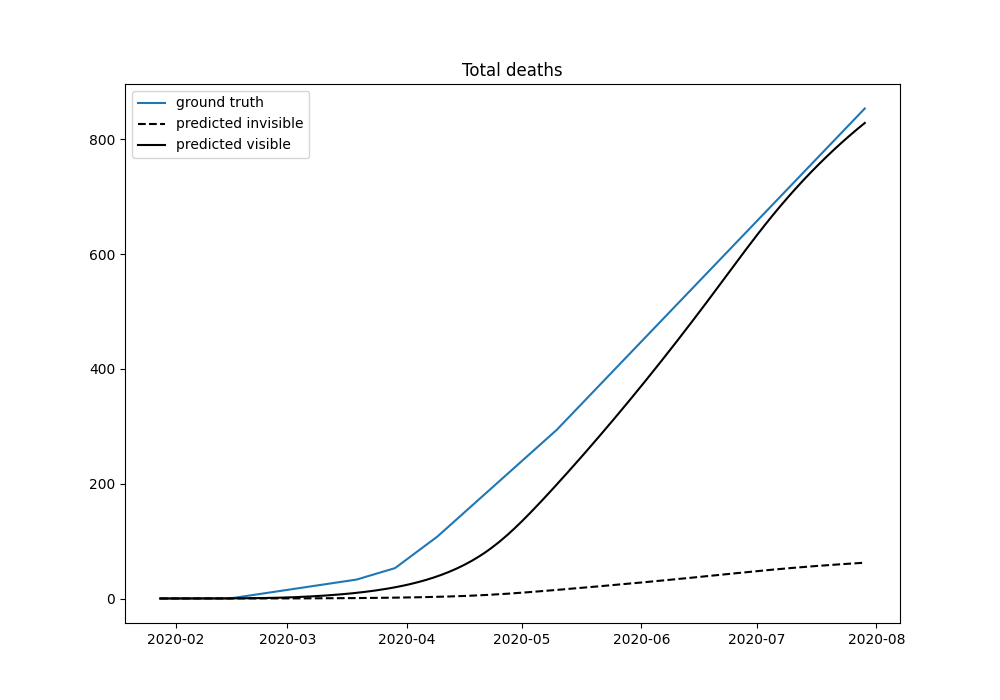 Total deaths
ground truth
predicted invisible
predicted visible
800
600
400
200
0
2020-02 2020-03 2020-04 2020-05 2020-06 2020-07 2020-08